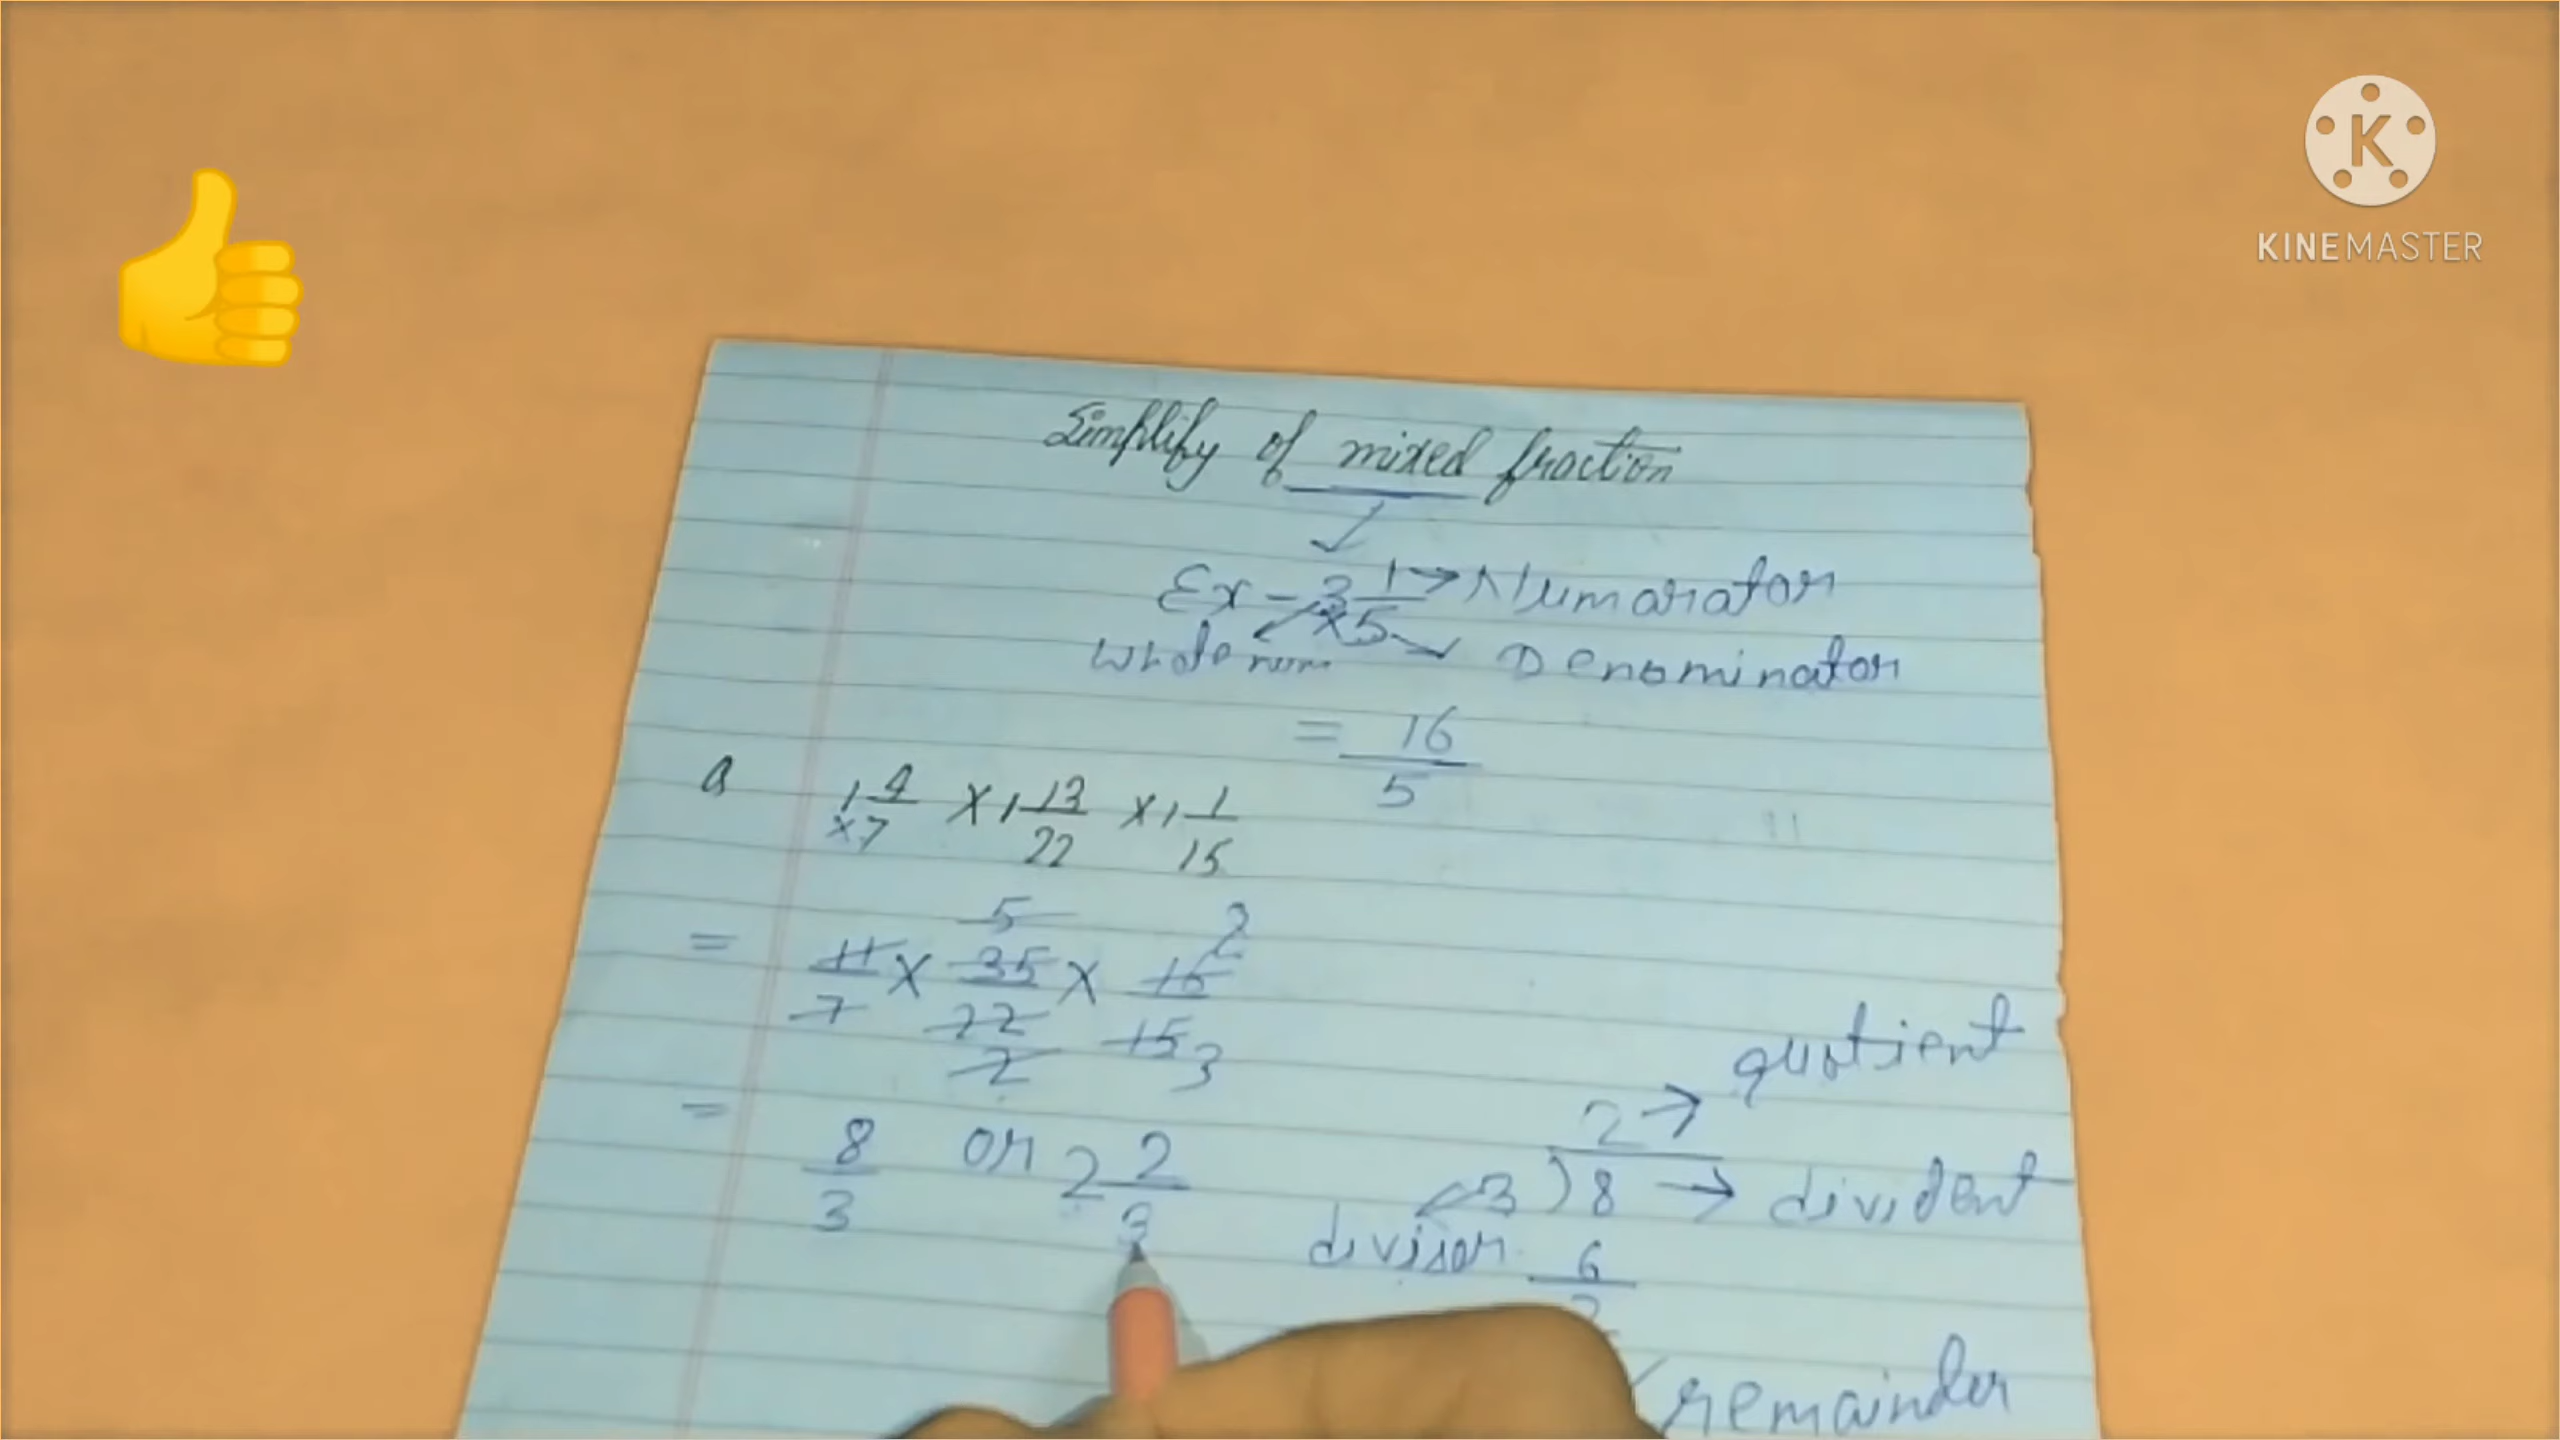 KINEMASTER
Simplify of mixed fraction
Ex - 3 1/5 → Numarator
whole num
× Denominator
= 16/5
a 1 4/7 × 1 13/22 × 1 1/15
×
5 2
= 11/7 × 35/22 × 16/15
2 3
= 8/3 or 2 2/3
quotient
2 →
3 ) 8 → divident
divisor 6
2
remainder